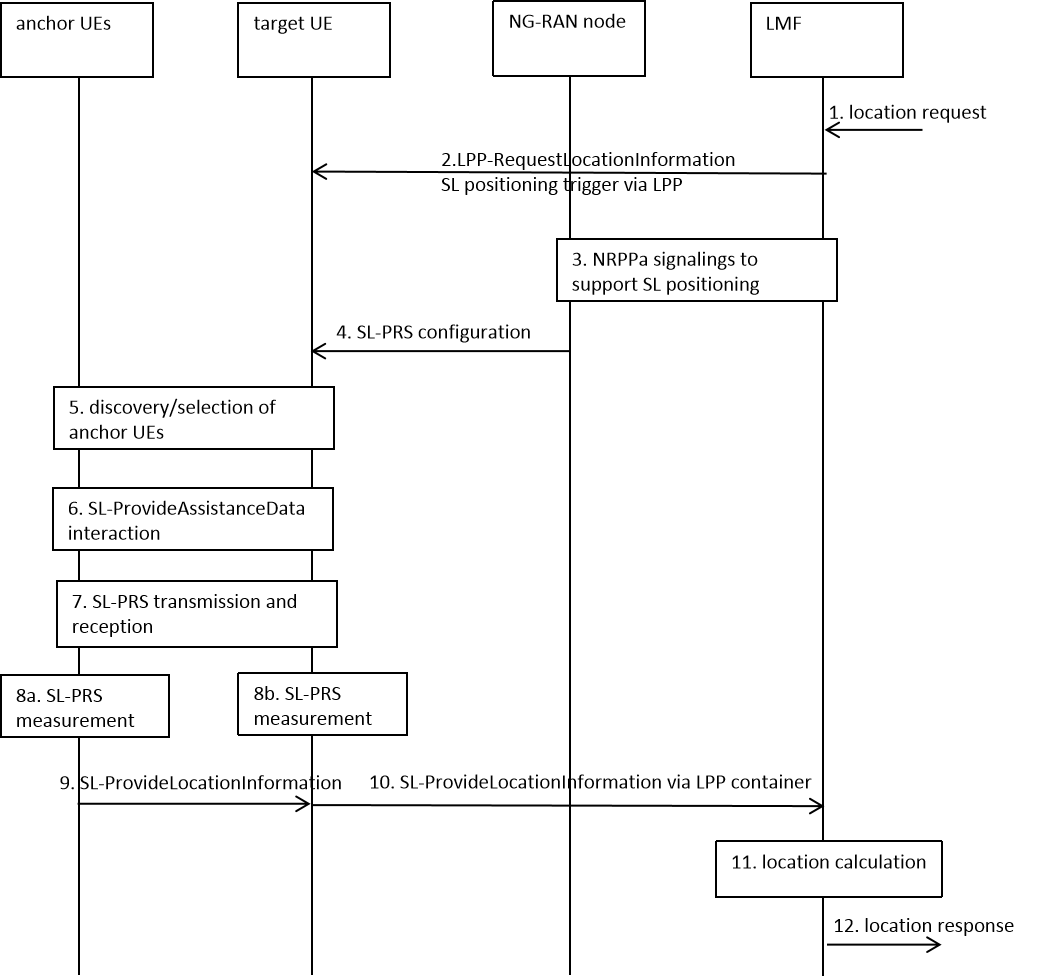 anchor UEs
target UE
NG-RAN node
LMF
1. location request
2.LPP-RequestLocationInformation
SL positioning trigger via LPP
3. NRPPa signalings to
support SL positioning
4. SL-PRS configuration
5. discovery/selection of
anchor UEs
6. SL-ProvideAssistanceData
interaction
7. SL-PRS transmission and
reception
8a. SL-PRS
measurement
8b. SL-PRS
measurement
9. SL-ProvideLocationInformation
10. SL-ProvideLocationInformation via LPP container
11. location calculation
12. location response